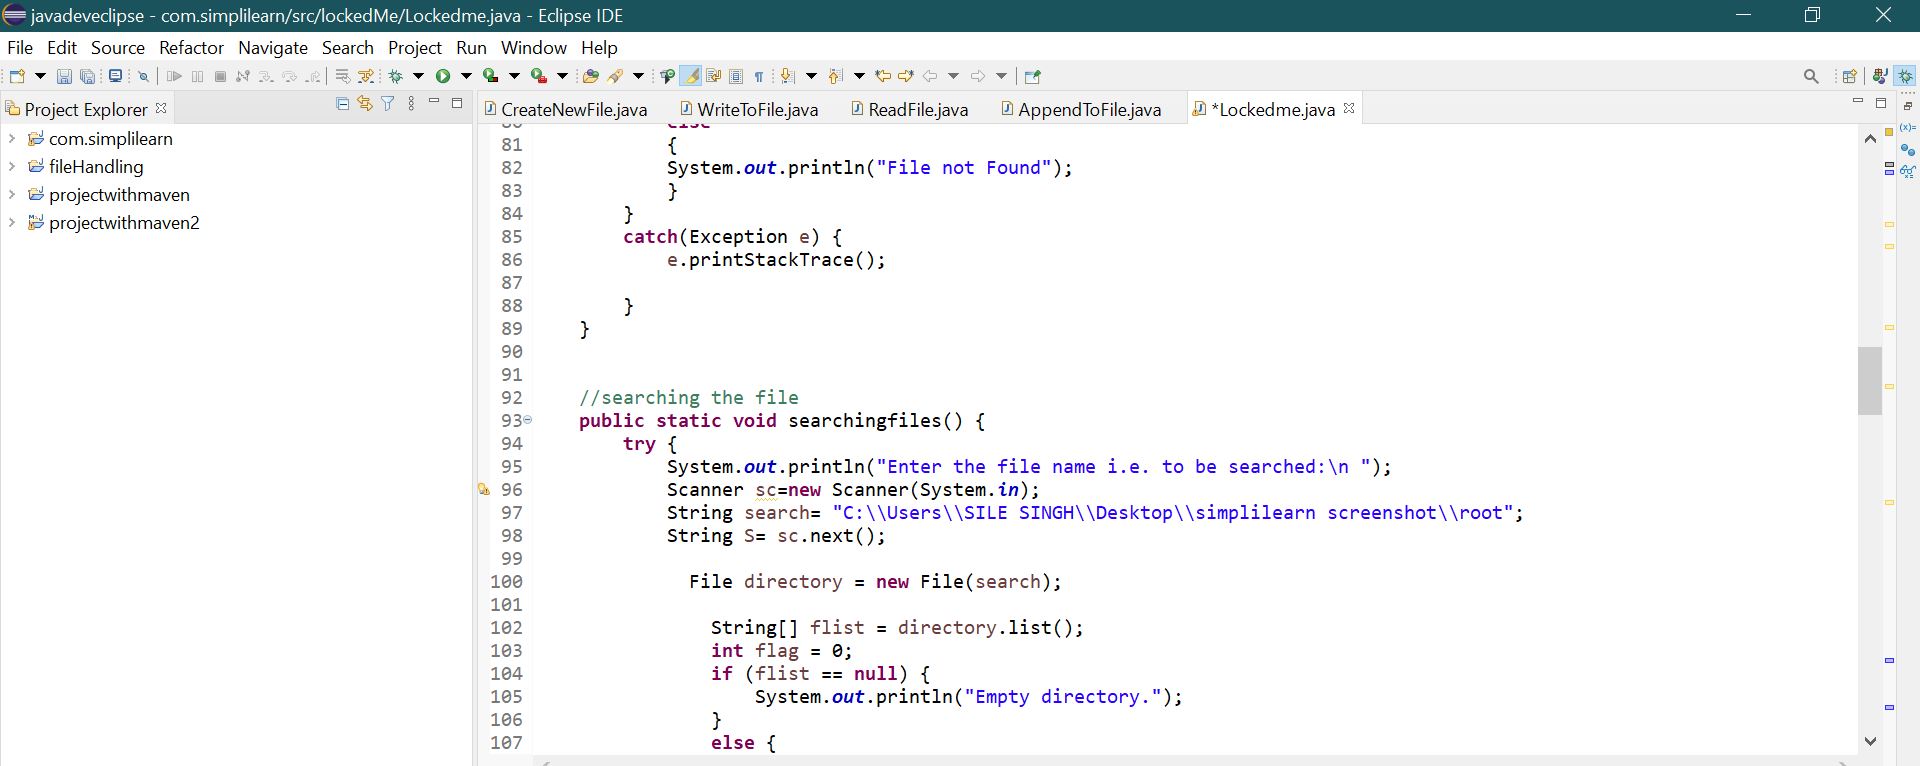 javadeveclipse - com.simplilearn/src/lockedMe/Lockedme.java - Eclipse IDE
File Edit Source Refactor Navigate Search Project Run Window Help
Project Explorer
com.simplilearn
fileHandling
projectwithmaven
projectwithmaven2
CreateNewFile.java WriteToFile.java ReadFile.java AppendToFile.java *Lockedme.java
80 else
81 {
82 System.out.println("File not Found");
83 }
84 }
85 catch(Exception e) {
86 e.printStackTrace();
87
88 }
89 }
90
91
92 //searching the file
93 public static void searchingfiles() {
94 try {
95 System.out.println("Enter the file name i.e. to be searched:\n ");
96 Scanner sc=new Scanner(System.in);
97 String search= "C:\\Users\\SILE SINGH\\Desktop\\simplilearn screenshot\\root";
98 String S= sc.next();
99
100 File directory = new File(search);
101
102 String[] flist = directory.list();
103 int flag = 0;
104 if (flist == null) {
105 System.out.println("Empty directory.");
106 }
107 else {